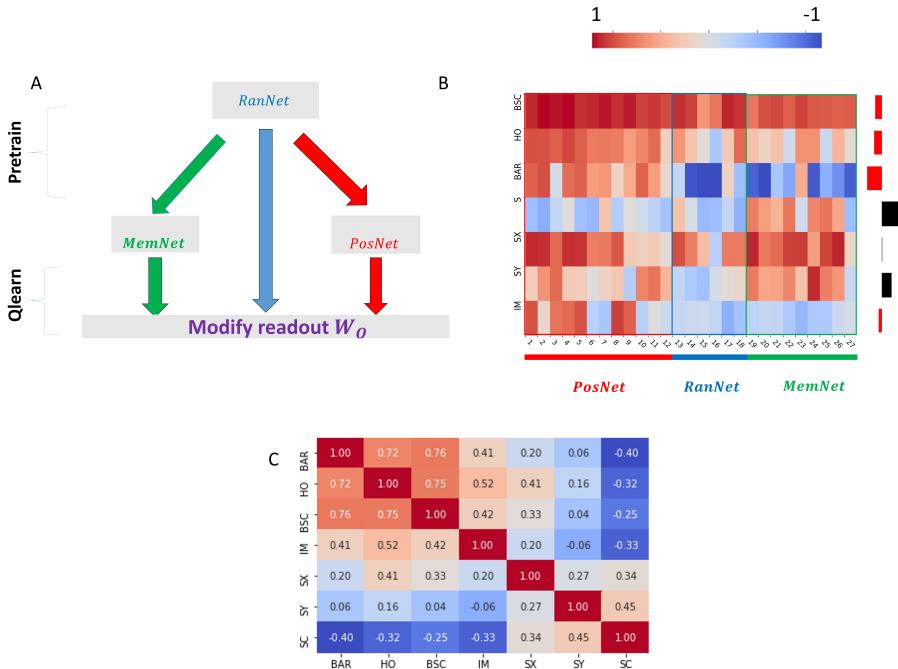 1
-1
A
B
RanNet
Pretrain
MemNet
PosNet
Qlearn
Modify readout W_O
BSC
HO
BAR
S
SX
SY
IM
1 2 3 4 5 6 7 8 9 10 11 12 13 14 15 16 17 18 19 20 21 22 23 24 25 26 27
PosNet RanNet MemNet
C
BAR 1.00 0.72 0.76 0.41 0.20 0.06 -0.40
HO 0.72 1.00 0.75 0.52 0.41 0.16 -0.32
BSC 0.76 0.75 1.00 0.42 0.33 0.04 -0.25
IM 0.41 0.52 0.42 1.00 0.20 -0.06 -0.33
SX 0.20 0.41 0.33 0.20 1.00 0.27 0.34
SY 0.06 0.16 0.04 -0.06 0.27 1.00 0.45
SC -0.40 -0.32 -0.25 -0.33 0.34 0.45 1.00
BAR HO BSC IM SX SY SC